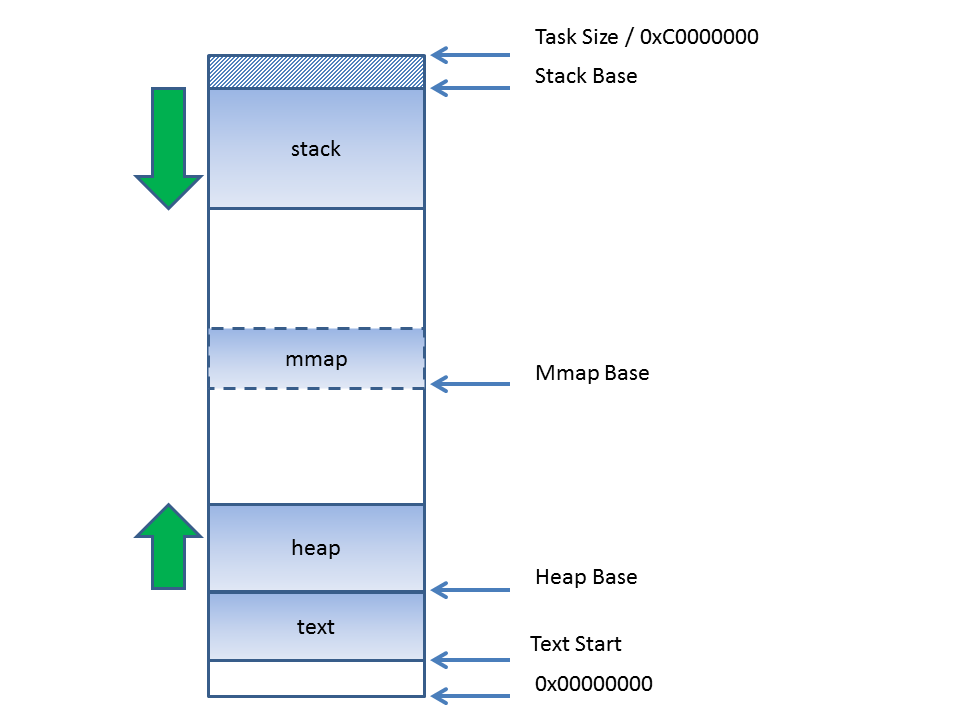 Task Size / 0xC0000000
Stack Base
stack
mmap
Mmap Base
heap
Heap Base
text
Text Start
0x00000000